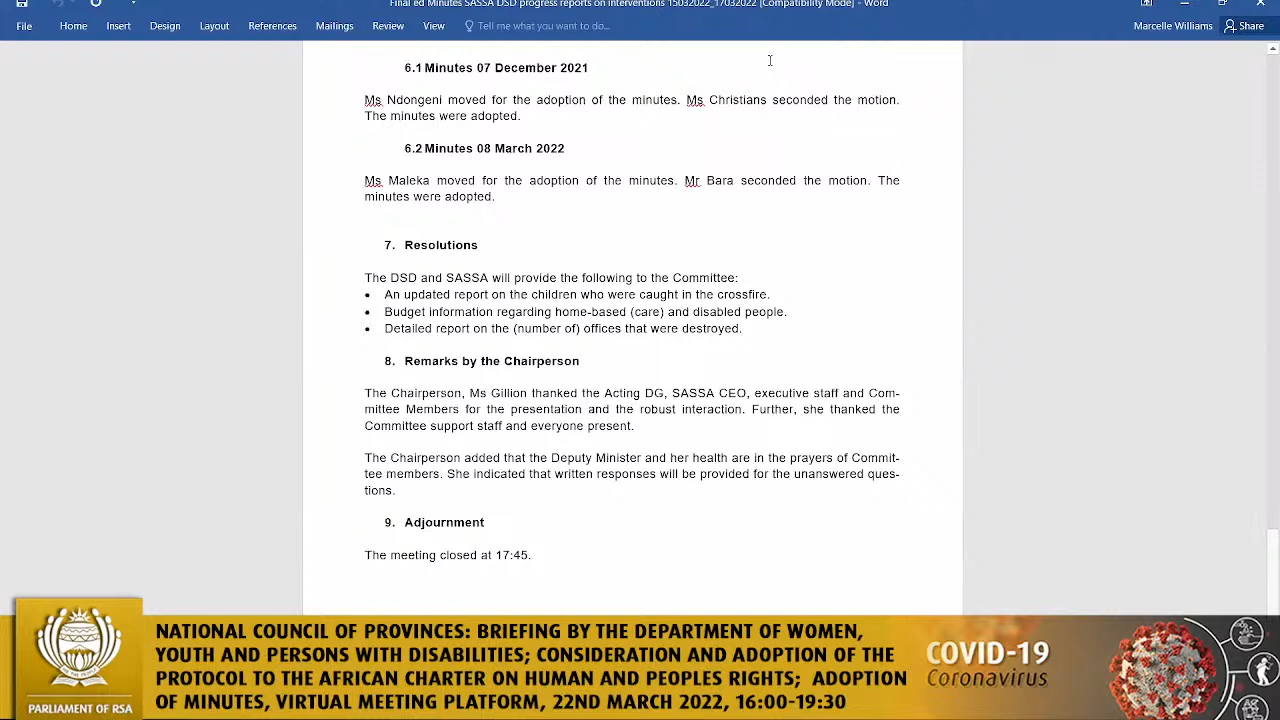 Final ed Minutes SASSA DSD progress reports on interventions 15032022_17032022 [Compatibility Mode] - Word
File Home Insert Design Layout References Mailings Review View Tell me what you want to do... Marcelle Williams Share
6.1 Minutes 07 December 2021
Ms Ndongeni moved for the adoption of the minutes. Ms Christians seconded the motion.
The minutes were adopted.
6.2 Minutes 08 March 2022
Ms Maleka moved for the adoption of the minutes. Mr Bara seconded the motion. The
minutes were adopted.
7. Resolutions
The DSD and SASSA will provide the following to the Committee:
• An updated report on the children who were caught in the crossfire.
• Budget information regarding home-based (care) and disabled people.
• Detailed report on the (number of) offices that were destroyed.
8. Remarks by the Chairperson
The Chairperson, Ms Gillion thanked the Acting DG, SASSA CEO, executive staff and Com-
mittee Members for the presentation and the robust interaction. Further, she thanked the
Committee support staff and everyone present.
The Chairperson added that the Deputy Minister and her health are in the prayers of Commit-
tee members. She indicated that written responses will be provided for the unanswered ques-
tions.
9. Adjournment
The meeting closed at 17:45.
NATIONAL COUNCIL OF PROVINCES: BRIEFING BY THE DEPARTMENT OF WOMEN,
YOUTH AND PERSONS WITH DISABILITIES; CONSIDERATION AND ADOPTION OF THE
PROTOCOL TO THE AFRICAN CHARTER ON HUMAN AND PEOPLES RIGHTS; ADOPTION
OF MINUTES, VIRTUAL MEETING PLATFORM, 22ND MARCH 2022, 16:00-19:30
PARLIAMENT OF RSA
COVID-19
Coronavirus